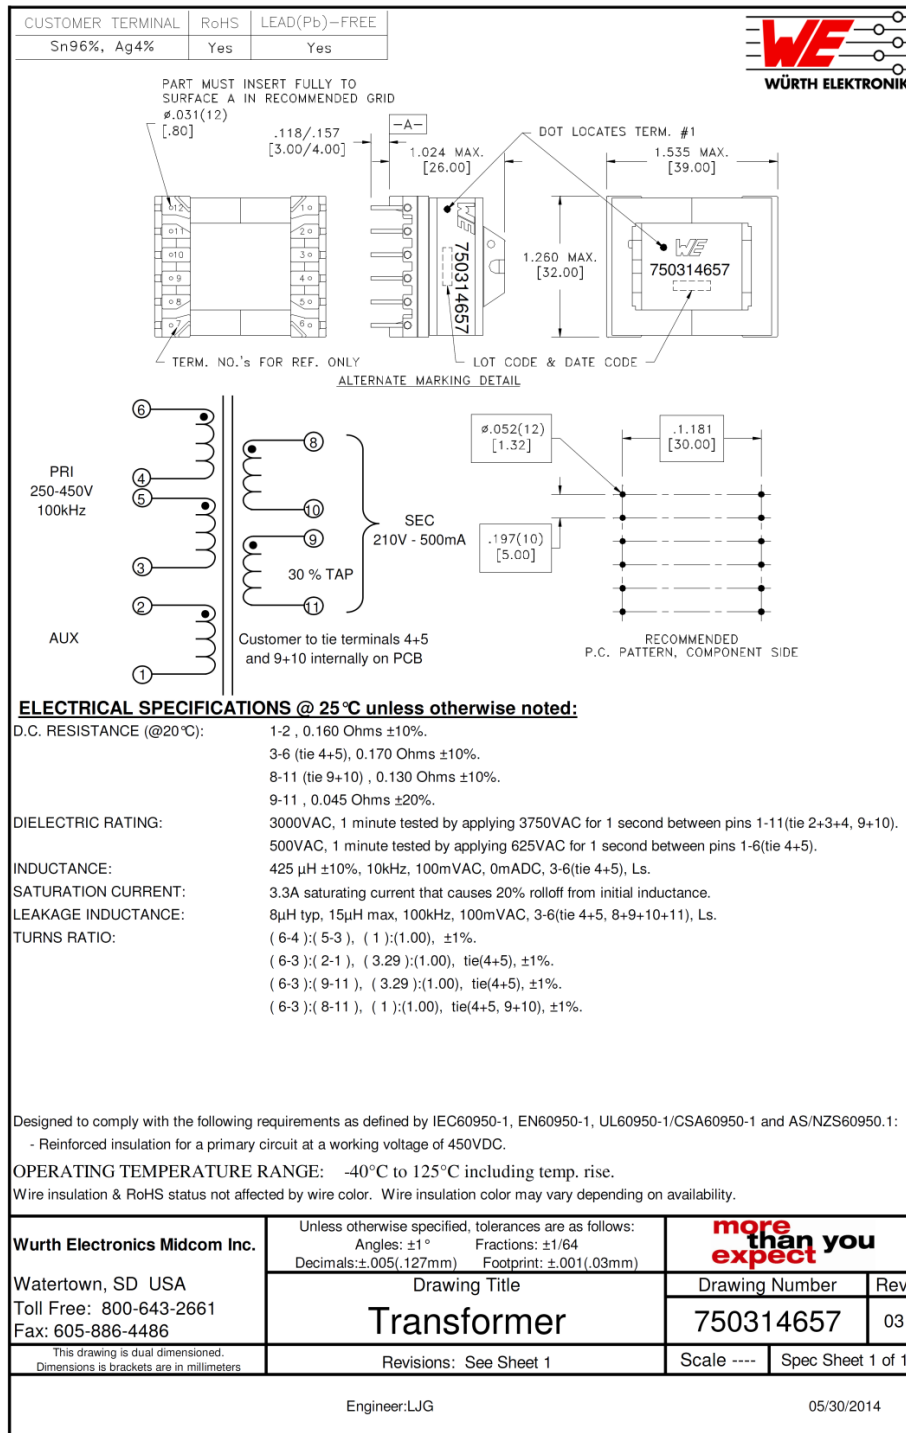 CUSTOMER TERMINAL RoHS LEAD(Pb)-FREE
Sn96%, Ag4% Yes Yes
WE
WÜRTH ELEKTRONIK
PART MUST INSERT FULLY TO
SURFACE A IN RECOMMENDED GRID
ø.031(12)
[.80]
.118/.157
[3.00/4.00]
-A-
1.024 MAX.
[26.00]
DOT LOCATES TERM. #1
1.535 MAX.
[39.00]
12 1
11 2
10 3
9 4
8 5
7 6
WE
750314657
1.260 MAX.
[32.00]
WE
750314657
TERM. NO.'s FOR REF. ONLY
LOT CODE & DATE CODE
ALTERNATE MARKING DETAIL
6
4
5
3
2
1
PRI
250-450V
100kHz
AUX
8
10
9
11
30 % TAP
SEC
210V - 500mA
Customer to tie terminals 4+5
and 9+10 internally on PCB
ø.052(12)
[1.32]
.1.181
[30.00]
.197(10)
[5.00]
RECOMMENDED
P.C. PATTERN, COMPONENT SIDE
ELECTRICAL SPECIFICATIONS @ 25°C unless otherwise noted:
D.C. RESISTANCE (@20°C): 1-2 , 0.160 Ohms ±10%.
3-6 (tie 4+5), 0.170 Ohms ±10%.
8-11 (tie 9+10) , 0.130 Ohms ±10%.
9-11 , 0.045 Ohms ±20%.
DIELECTRIC RATING: 3000VAC, 1 minute tested by applying 3750VAC for 1 second between pins 1-11(tie 2+3+4, 9+10).
500VAC, 1 minute tested by applying 625VAC for 1 second between pins 1-6(tie 4+5).
INDUCTANCE: 425 µH ±10%, 10kHz, 100mVAC, 0mADC, 3-6(tie 4+5), Ls.
SATURATION CURRENT: 3.3A saturating current that causes 20% rolloff from initial inductance.
LEAKAGE INDUCTANCE: 8µH typ, 15µH max, 100kHz, 100mVAC, 3-6(tie 4+5, 8+9+10+11), Ls.
TURNS RATIO: ( 6-4 ):( 5-3 ), ( 1 ):(1.00), ±1%.
( 6-3 ):( 2-1 ), ( 3.29 ):(1.00), tie(4+5), ±1%.
( 6-3 ):( 9-11 ), ( 3.29 ):(1.00), tie(4+5), ±1%.
( 6-3 ):( 8-11 ), ( 1 ):(1.00), tie(4+5, 9+10), ±1%.
Designed to comply with the following requirements as defined by IEC60950-1, EN60950-1, UL60950-1/CSA60950-1 and AS/NZS60950.1:
- Reinforced insulation for a primary circuit at a working voltage of 450VDC.
OPERATING TEMPERATURE RANGE: -40°C to 125°C including temp. rise.
Wire insulation & RoHS status not affected by wire color. Wire insulation color may vary depending on availability.
Wurth Electronics Midcom Inc.
Watertown, SD USA
Toll Free: 800-643-2661
Fax: 605-886-4486
This drawing is dual dimensioned.
Dimensions is brackets are in millimeters
Unless otherwise specified, tolerances are as follows:
Angles: ±1° Fractions: ±1/64
Decimals:±.005(.127mm) Footprint: ±.001(.03mm)
more
than you
expect
Drawing Title
Transformer
Drawing Number Rev
750314657 03
Revisions: See Sheet 1
Scale ---- Spec Sheet 1 of 1
Engineer:LJG 05/30/2014